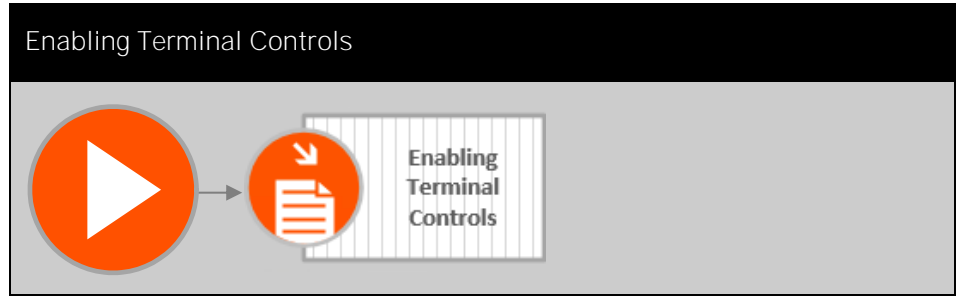 Enabling Terminal Controls
Enabling
Terminal
Controls